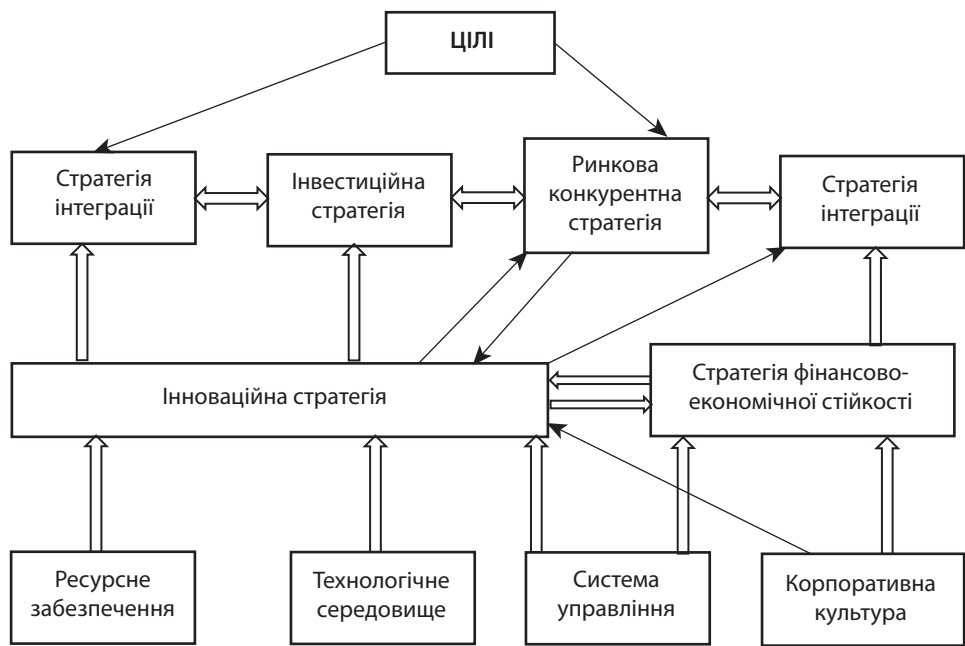 ЦІЛІ
Стратегія
інтеграції
Інвестиційна
стратегія
Ринкова
конкурентна
стратегія
Стратегія
інтеграції
Інноваційна стратегія
Стратегія фінансово-
економічної стійкості
Ресурсне
забезпечення
Технологічне
середовище
Система
управління
Корпоративна
культура